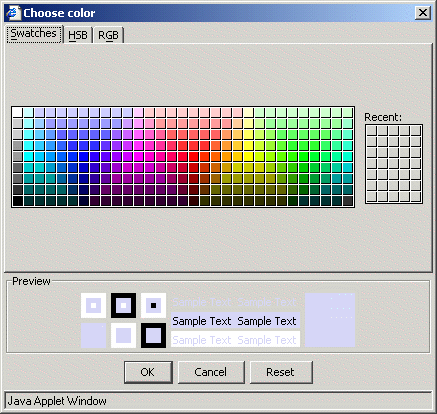 Choose color
Swatches HSB RGB
Recent:
Preview
Sample Text Sample Text
Sample Text Sample Text
Sample Text Sample Text
OK Cancel Reset
Java Applet Window